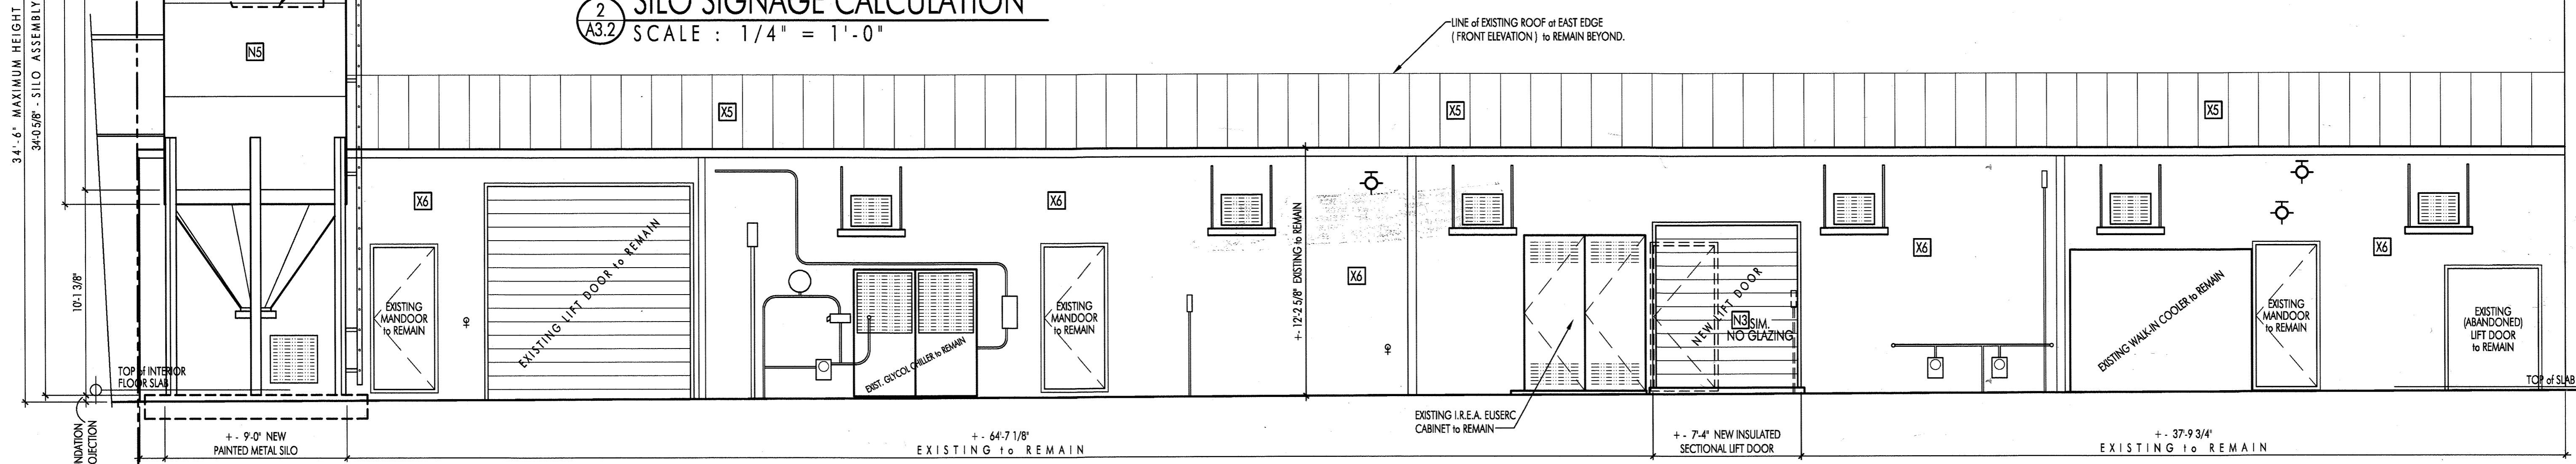 34'-6" MAXIMUM HEIGHT
34'-0 5/8" - SILO ASSEMBLY
10'-1 3/8"
2
A3.2
SILO SIGNAGE CALCULATION
SCALE : 1/4" = 1'-0"
LINE of EXISTING ROOF at EAST EDGE
( FRONT ELEVATION ) to REMAIN BEYOND.
N5
X5
X5
X5
X6
EXISTING
MANDOOR
to REMAIN
EXISTING LIFT DOOR to REMAIN
EXIST. GLYCOL CHILLER to REMAIN
X6
EXISTING
MANDOOR
to REMAIN
+- 12'-2 5/8" EXISTING to REMAIN
X6
EXISTING I.R.E.A. EUSERC
CABINET to REMAIN
NEW LIFT DOOR
N3 SIM.
NO GLAZING
X6
EXISTING WALK-IN COOLER to REMAIN
EXISTING
MANDOOR
to REMAIN
X6
EXISTING
(ABANDONED)
LIFT DOOR
to REMAIN
TOP of SLAB
TOP of INTERIOR
FLOOR SLAB
NDATION
OJECTION
+ - 9'-0" NEW
PAINTED METAL SILO
+ - 64'-7 1/8"
EXISTING to REMAIN
+ - 7'-4" NEW INSULATED
SECTIONAL LIFT DOOR
+ - 37'-9 3/4"
EXISTING to REMAIN